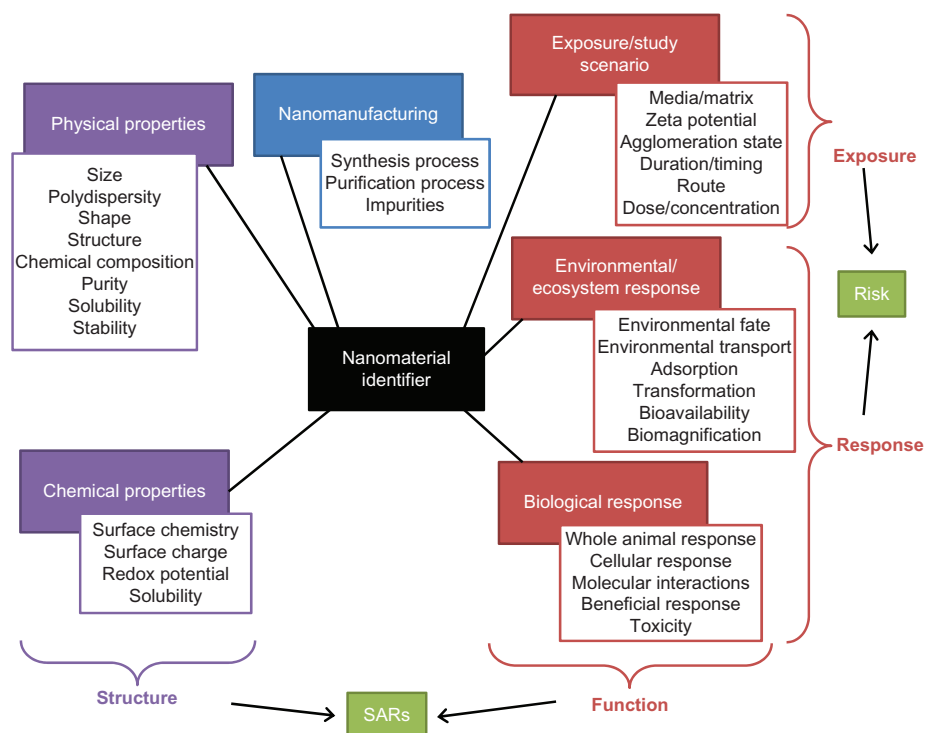 Physical properties
Size
Polydispersity
Shape
Structure
Chemical composition
Purity
Solubility
Stability
Nanomanufacturing
Synthesis process
Purification process
Impurities
Exposure/study
scenario
Media/matrix
Zeta potential
Agglomeration state
Duration/timing
Route
Dose/concentration
Exposure
Environmental/
ecosystem response
Environmental fate
Environmental transport
Adsorption
Transformation
Bioavailability
Biomagnification
Risk
Nanomaterial
identifier
Response
Chemical properties
Surface chemistry
Surface charge
Redox potential
Solubility
Biological response
Whole animal response
Cellular response
Molecular interactions
Beneficial response
Toxicity
Structure
SARs
Function